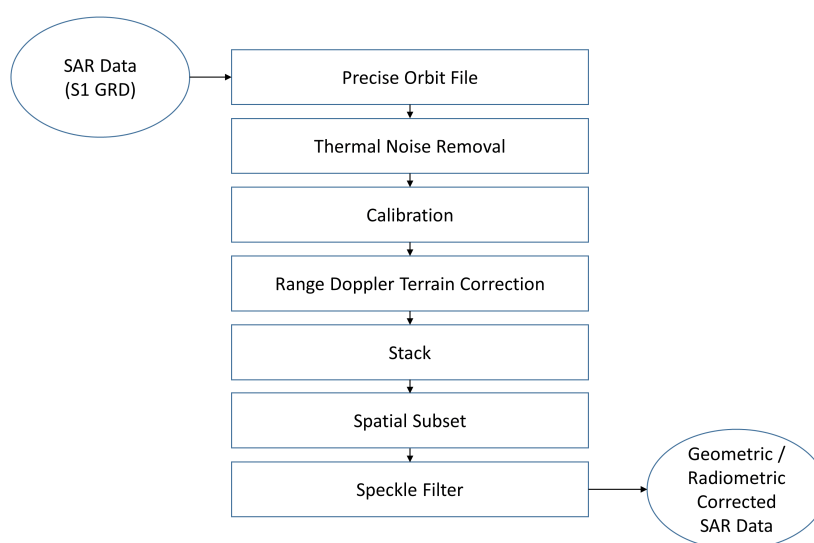 SAR Data
(S1 GRD)
Precise Orbit File
Thermal Noise Removal
Calibration
Range Doppler Terrain Correction
Stack
Spatial Subset
Speckle Filter
Geometric /
Radiometric
Corrected
SAR Data